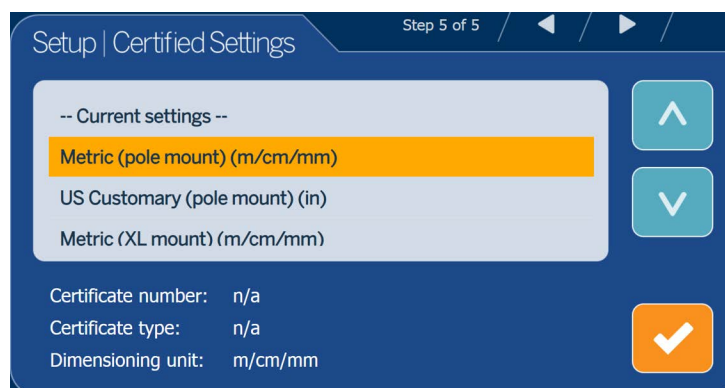 Setup | Certified Settings
Step 5 of 5
-- Current settings --
Metric (pole mount) (m/cm/mm)
US Customary (pole mount) (in)
Metric (XL mount) (m/cm/mm)
Certificate number: n/a
Certificate type: n/a
Dimensioning unit: m/cm/mm